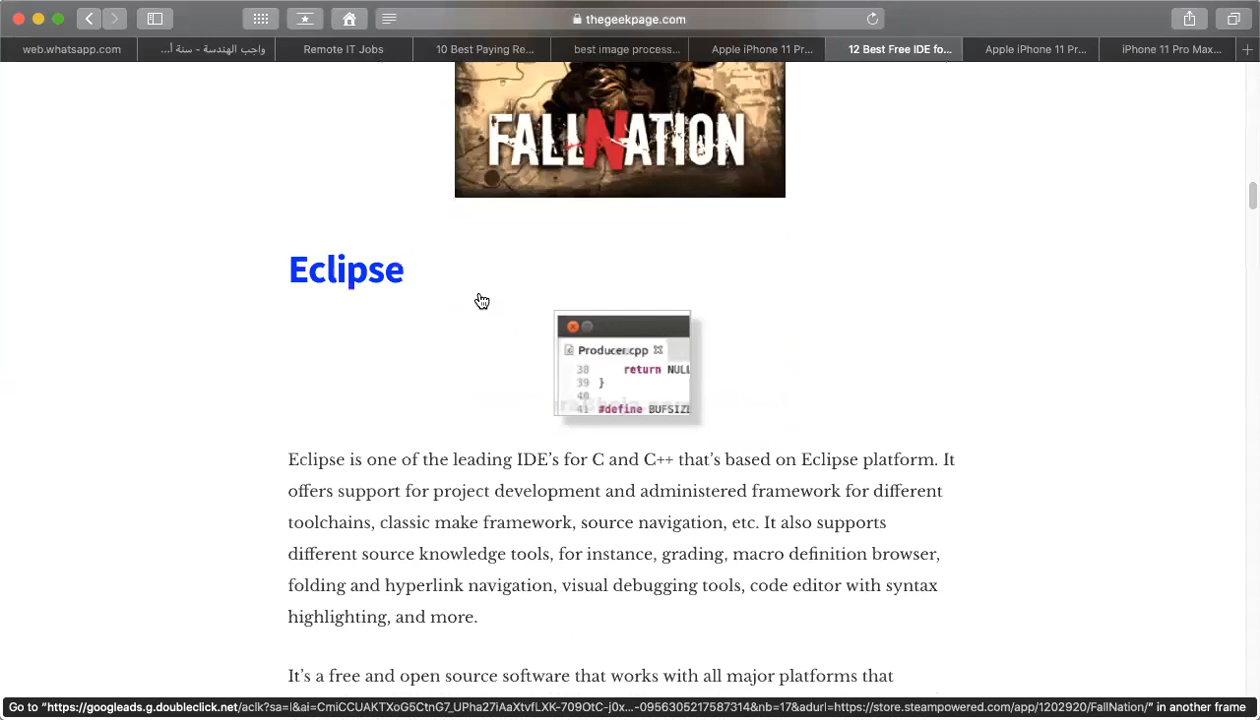 thegeekpage.com
web.whatsapp.com
واجب الهندسة - سنة أ...
Remote IT Jobs
10 Best Paying Re...
best image process...
Apple iPhone 11 Pr...
12 Best Free IDE fo...
Apple iPhone 11 Pr...
iPhone 11 Pro Max...
FALLNATION
Eclipse
Producer.cpp
38 return NULL
39 }
40
41 #define BUFSIZE
Eclipse is one of the leading IDE’s for C and C++ that’s based on Eclipse platform. It
offers support for project development and administered framework for different
toolchains, classic make framework, source navigation, etc. It also supports
different source knowledge tools, for instance, grading, macro definition browser,
folding and hyperlink navigation, visual debugging tools, code editor with syntax
highlighting, and more.
It’s a free and open source software that works with all major platforms that
Go to “https://googleads.g.doubleclick.net/aclk?sa=l&ai=CmiCCUAKTXoG5CtnG7_UPha27iAaXtvfLXK-709OtC-j0x...-0956305217587314&nb=17&adurl=https://store.steampowered.com/app/1202920/FallNation/” in another frame